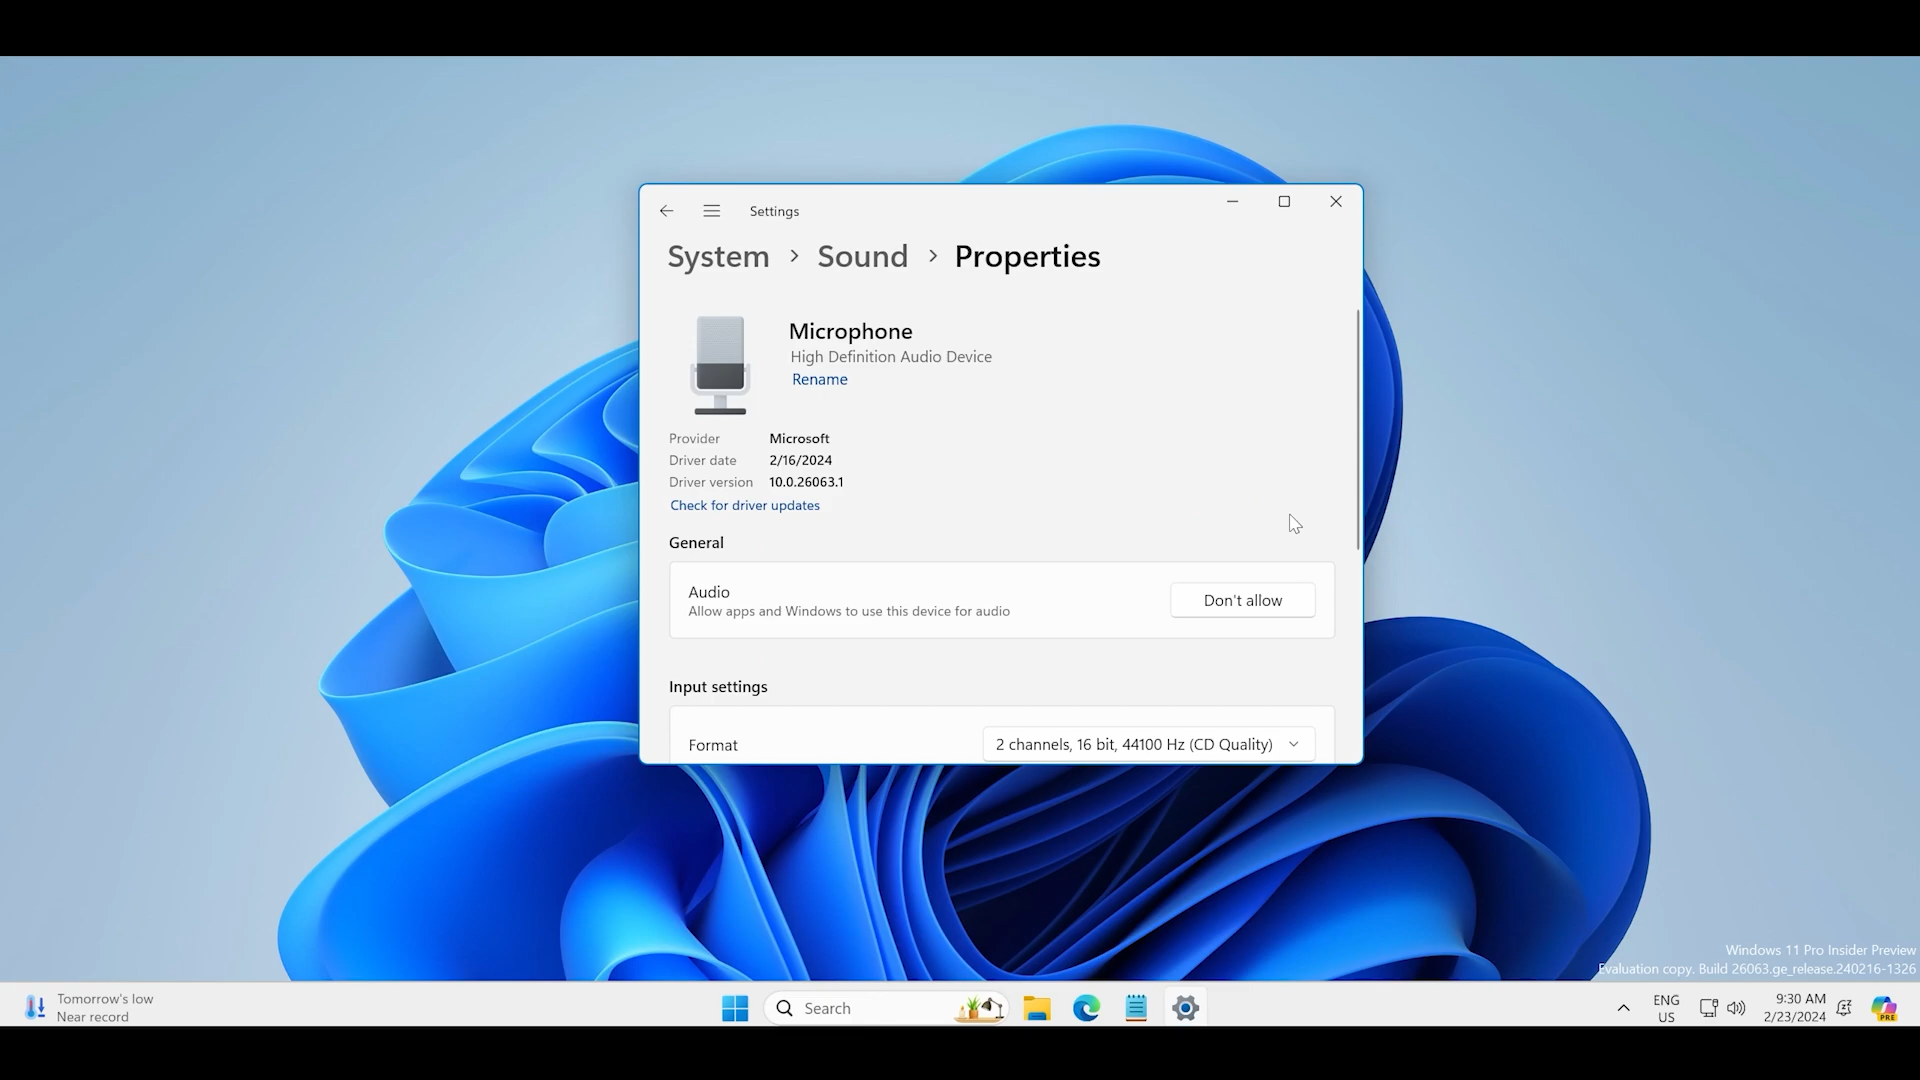 Settings
System > Sound > Properties
Microphone
High Definition Audio Device
Rename
Provider Microsoft
Driver date 2/16/2024
Driver version 10.0.26063.1
Check for driver updates
General
Audio
Allow apps and Windows to use this device for audio
Don't allow
Input settings
Format 2 channels, 16 bit, 44100 Hz (CD Quality)
Windows 11 Pro Insider Preview
Evaluation copy. Build 26063.ge_release.240216-1326
Tomorrow's low
Near record
Search
ENG
US
9:30 AM
2/23/2024
PRE